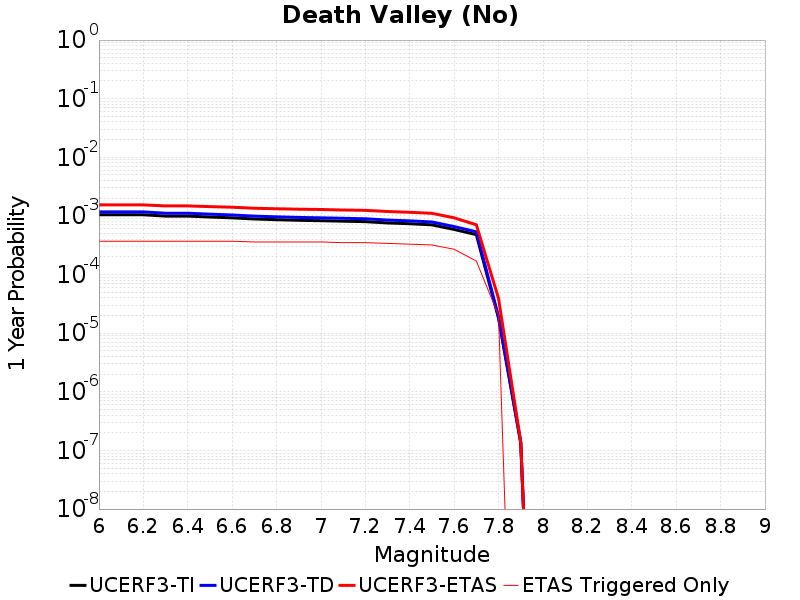 Death Valley (No)
1 Year Probability
10^0
10^-1
10^-2
10^-3
10^-4
10^-5
10^-6
10^-7
10^-8
6 6.2 6.4 6.6 6.8 7 7.2 7.4 7.6 7.8 8 8.2 8.4 8.6 8.8 9
Magnitude
UCERF3-TI UCERF3-TD UCERF3-ETAS ETAS Triggered Only